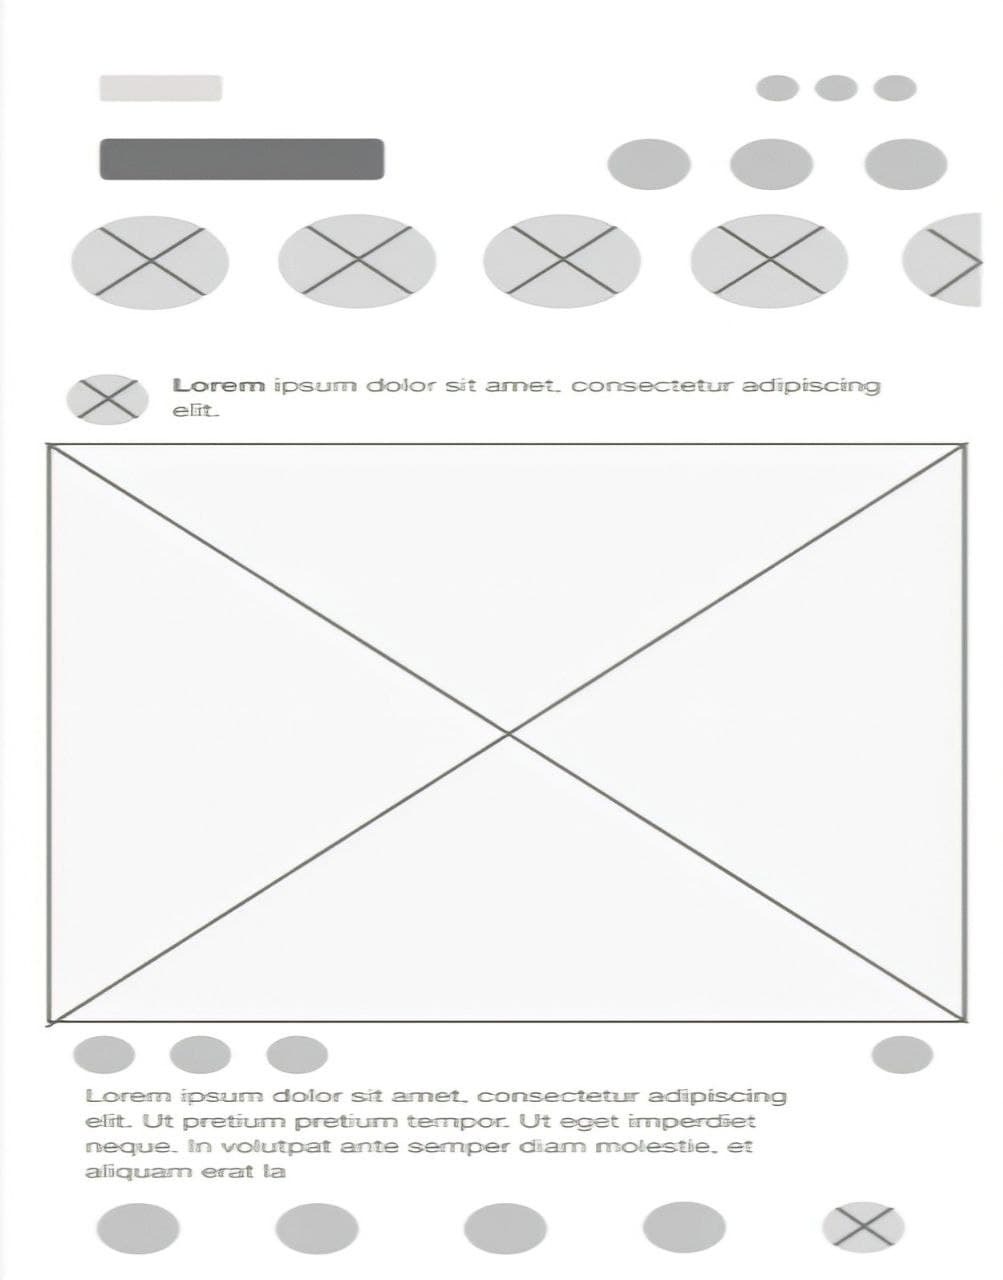 Lorem ipsum dolor sit amet, consectetur adipiscing
elit.
Lorem ipsum dolor sit amet, consectetur adipiscing
elit. Ut pretium pretium tempor. Ut eget imperdiet
neque. In volutpat ante semper diam molestie, et
aliquam erat la